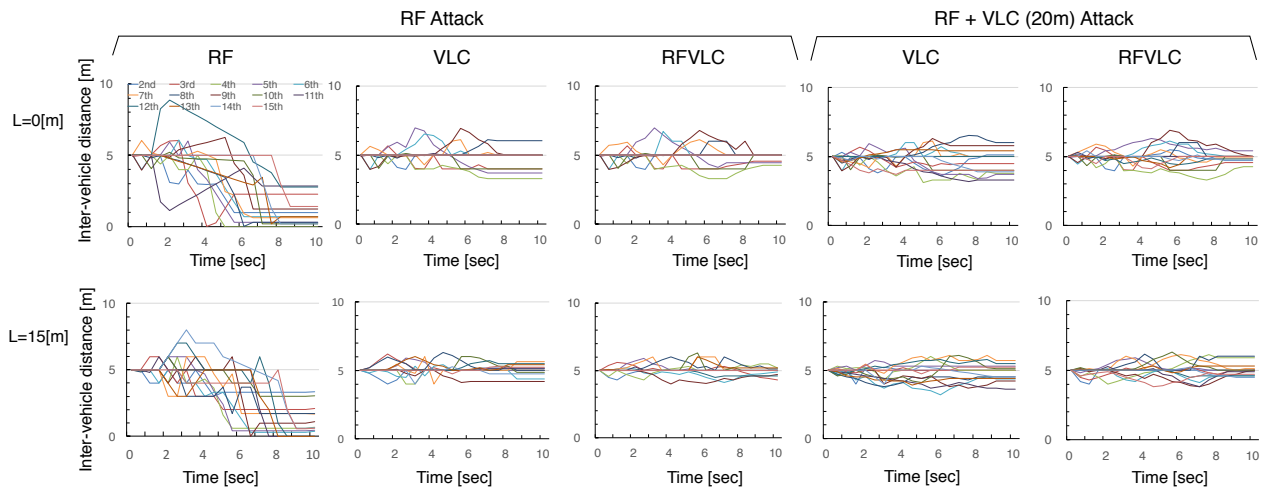 RF Attack
RF + VLC (20m) Attack
RF
VLC
RFVLC
VLC
RFVLC
L=0[m]
Inter-vehicle distance [m]
10
5
0
2nd 3rd 4th 5th 6th
7th 8th 9th 10th 11th
12th 13th 14th 15th
0 2 4 6 8 10
Time [sec]
10
5
0
0 2 4 6 8 10
Time [sec]
10
5
0
0 2 4 6 8 10
Time [sec]
10
5
0
0 2 4 6 8 10
Time [sec]
10
5
0
0 2 4 6 8 10
Time [sec]
L=15[m]
Inter-vehicle distance [m]
10
5
0
0 2 4 6 8 10
Time [sec]
10
5
0
0 2 4 6 8 10
Time [sec]
10
5
0
0 2 4 6 8 10
Time [sec]
10
5
0
0 2 4 6 8 10
Time [sec]
10
5
0
0 2 4 6 8 10
Time [sec]